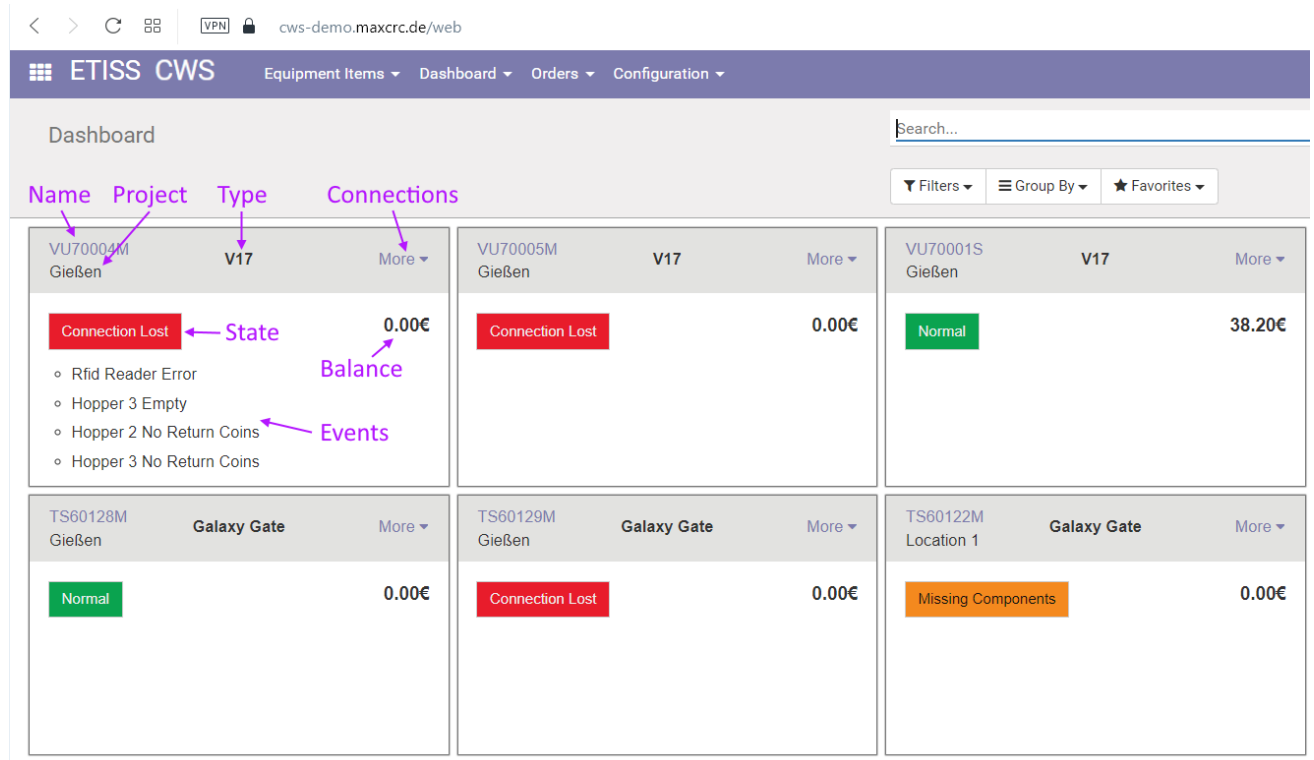 VPN cws-demo.maxcrc.de/web
ETISS CWS Equipment Items Dashboard Orders Configuration
Dashboard
Search...
Filters Group By Favorites
Name Project Type Connections
VU70004M
Gießen
V17
More
VU70005M
Gießen
V17
More
VU70001S
Gießen
V17
More
Connection Lost
State
0.00€
Balance
Rfid Reader Error
Hopper 3 Empty
Hopper 2 No Return Coins
Events
Hopper 3 No Return Coins
Connection Lost
0.00€
Normal
38.20€
TS60128M
Gießen
Galaxy Gate
More
Normal
0.00€
TS60129M
Gießen
Galaxy Gate
More
Connection Lost
0.00€
TS60122M
Location 1
Galaxy Gate
More
Missing Components
0.00€